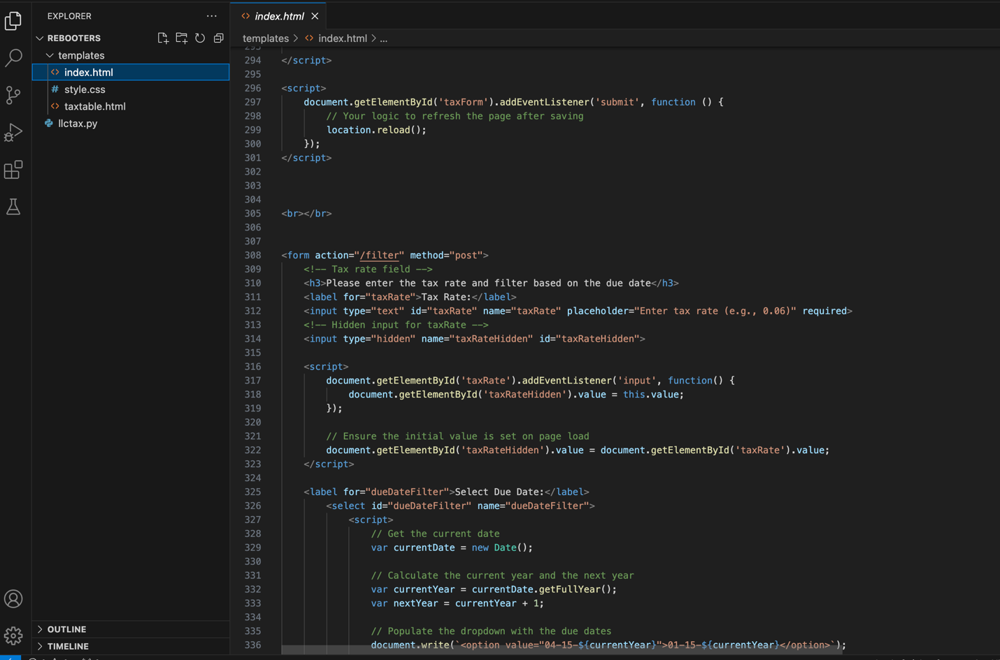 EXPLORER
REBOOTERS
templates
index.html
# style.css
taxtable.html
llctax.py
OUTLINE
TIMELINE
index.html
templates > index.html > ...
293
294 </script>
295
296 <script>
297 document.getElementById('taxForm').addEventListener('submit', function () {
298 // Your logic to refresh the page after saving
299 location.reload();
300 });
301 </script>
302
303
304
305 <br></br>
306
307
308 <form action="/filter" method="post">
309 <!-- Tax rate field -->
310 <h3>Please enter the tax rate and filter based on the due date</h3>
311 <label for="taxRate">Tax Rate:</label>
312 <input type="text" id="taxRate" name="taxRate" placeholder="Enter tax rate (e.g., 0.06)" required>
313 <!-- Hidden input for taxRate -->
314 <input type="hidden" name="taxRateHidden" id="taxRateHidden">
315
316 <script>
317 document.getElementById('taxRate').addEventListener('input', function() {
318 document.getElementById('taxRateHidden').value = this.value;
319 });
320
321 // Ensure the initial value is set on page load
322 document.getElementById('taxRateHidden').value = document.getElementById('taxRate').value;
323 </script>
324
325 <label for="dueDateFilter">Select Due Date:</label>
326 <select id="dueDateFilter" name="dueDateFilter">
327 <script>
328 // Get the current date
329 var currentDate = new Date();
330
331 // Calculate the current year and the next year
332 var currentYear = currentDate.getFullYear();
333 var nextYear = currentYear + 1;
334
335 // Populate the dropdown with the due dates
336 document.write(`<option value="04-15-${currentYear}">01-15-${currentYear}</option>`);